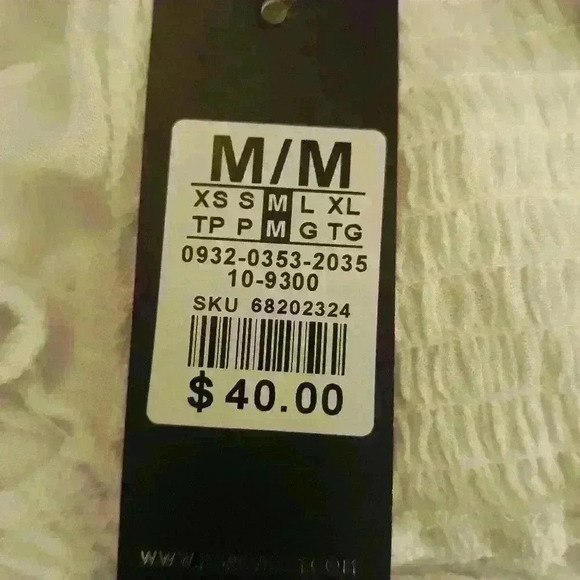 M/M
XS S M L XL
TP P M G TG
0932-0353-2035
10-9300
SKU 68202324
$ 40.00